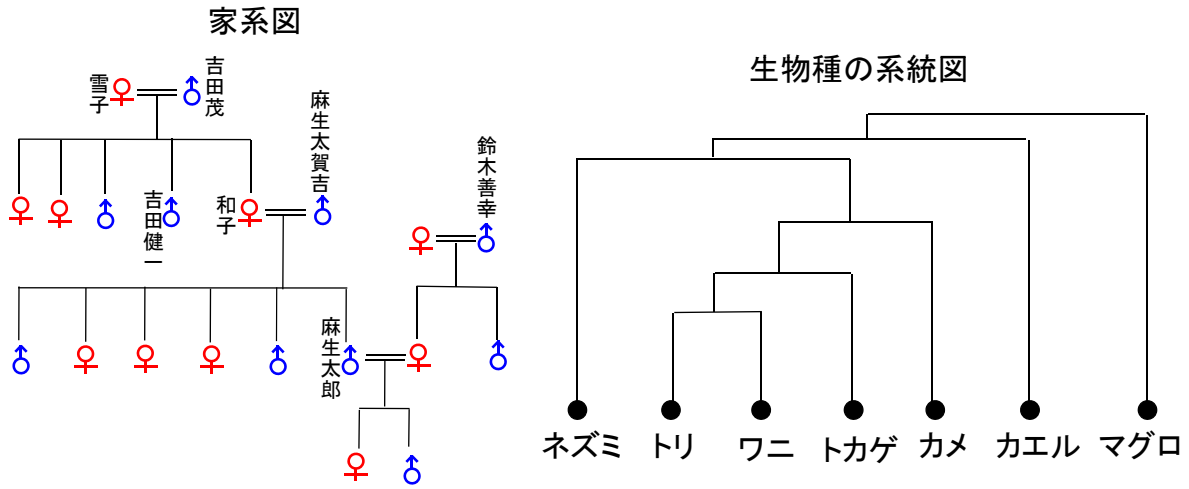 家系図
雪子
吉田茂
麻生太賀吉
鈴木善幸
吉田健一
和子
麻生太郎
生物種の系統図
ネズミ トリ ワニ トカゲ カメ カエル マグロ